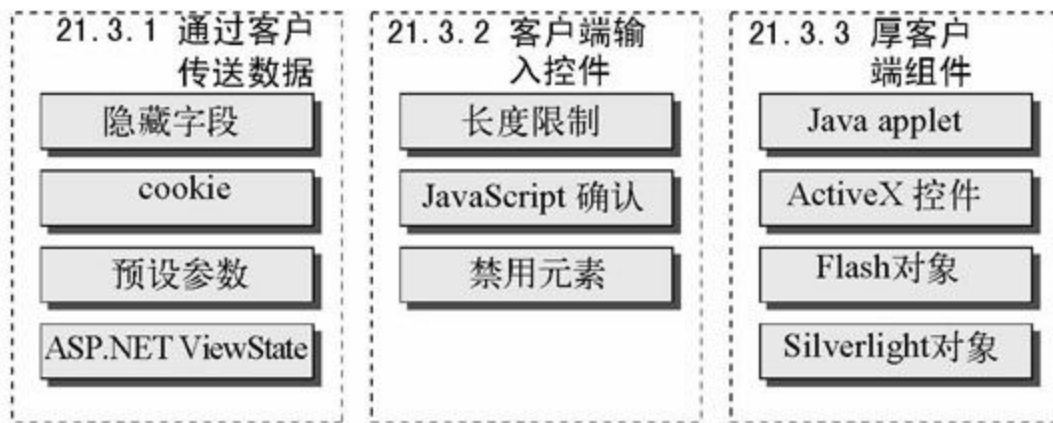 21.3.1 通过客户
传送数据
隐藏字段
cookie
预设参数
ASP.NET ViewState
21.3.2 客户端输
入控件
长度限制
JavaScript 确认
禁用元素
21.3.3 厚客户
端组件
Java applet
ActiveX 控件
Flash对象
Silverlight对象